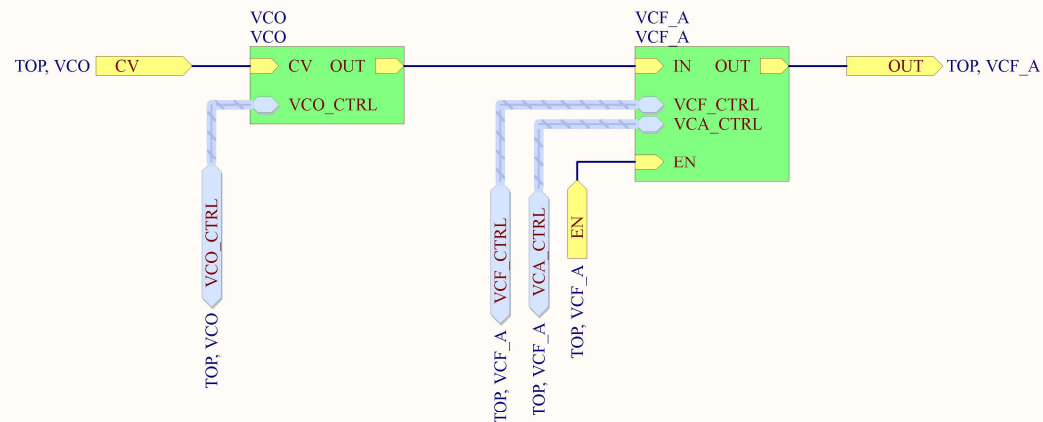 VCO
VCO
VCF_A
VCF_A
TOP, VCO
CV
CV
OUT
IN
OUT
OUT
TOP, VCF_A
VCO_CTRL
VCF_CTRL
VCA_CTRL
EN
VCO_CTRL
TOP, VCO
VCF_CTRL
TOP, VCF_A
VCA_CTRL
TOP, VCF_A
EN
TOP, VCF_A